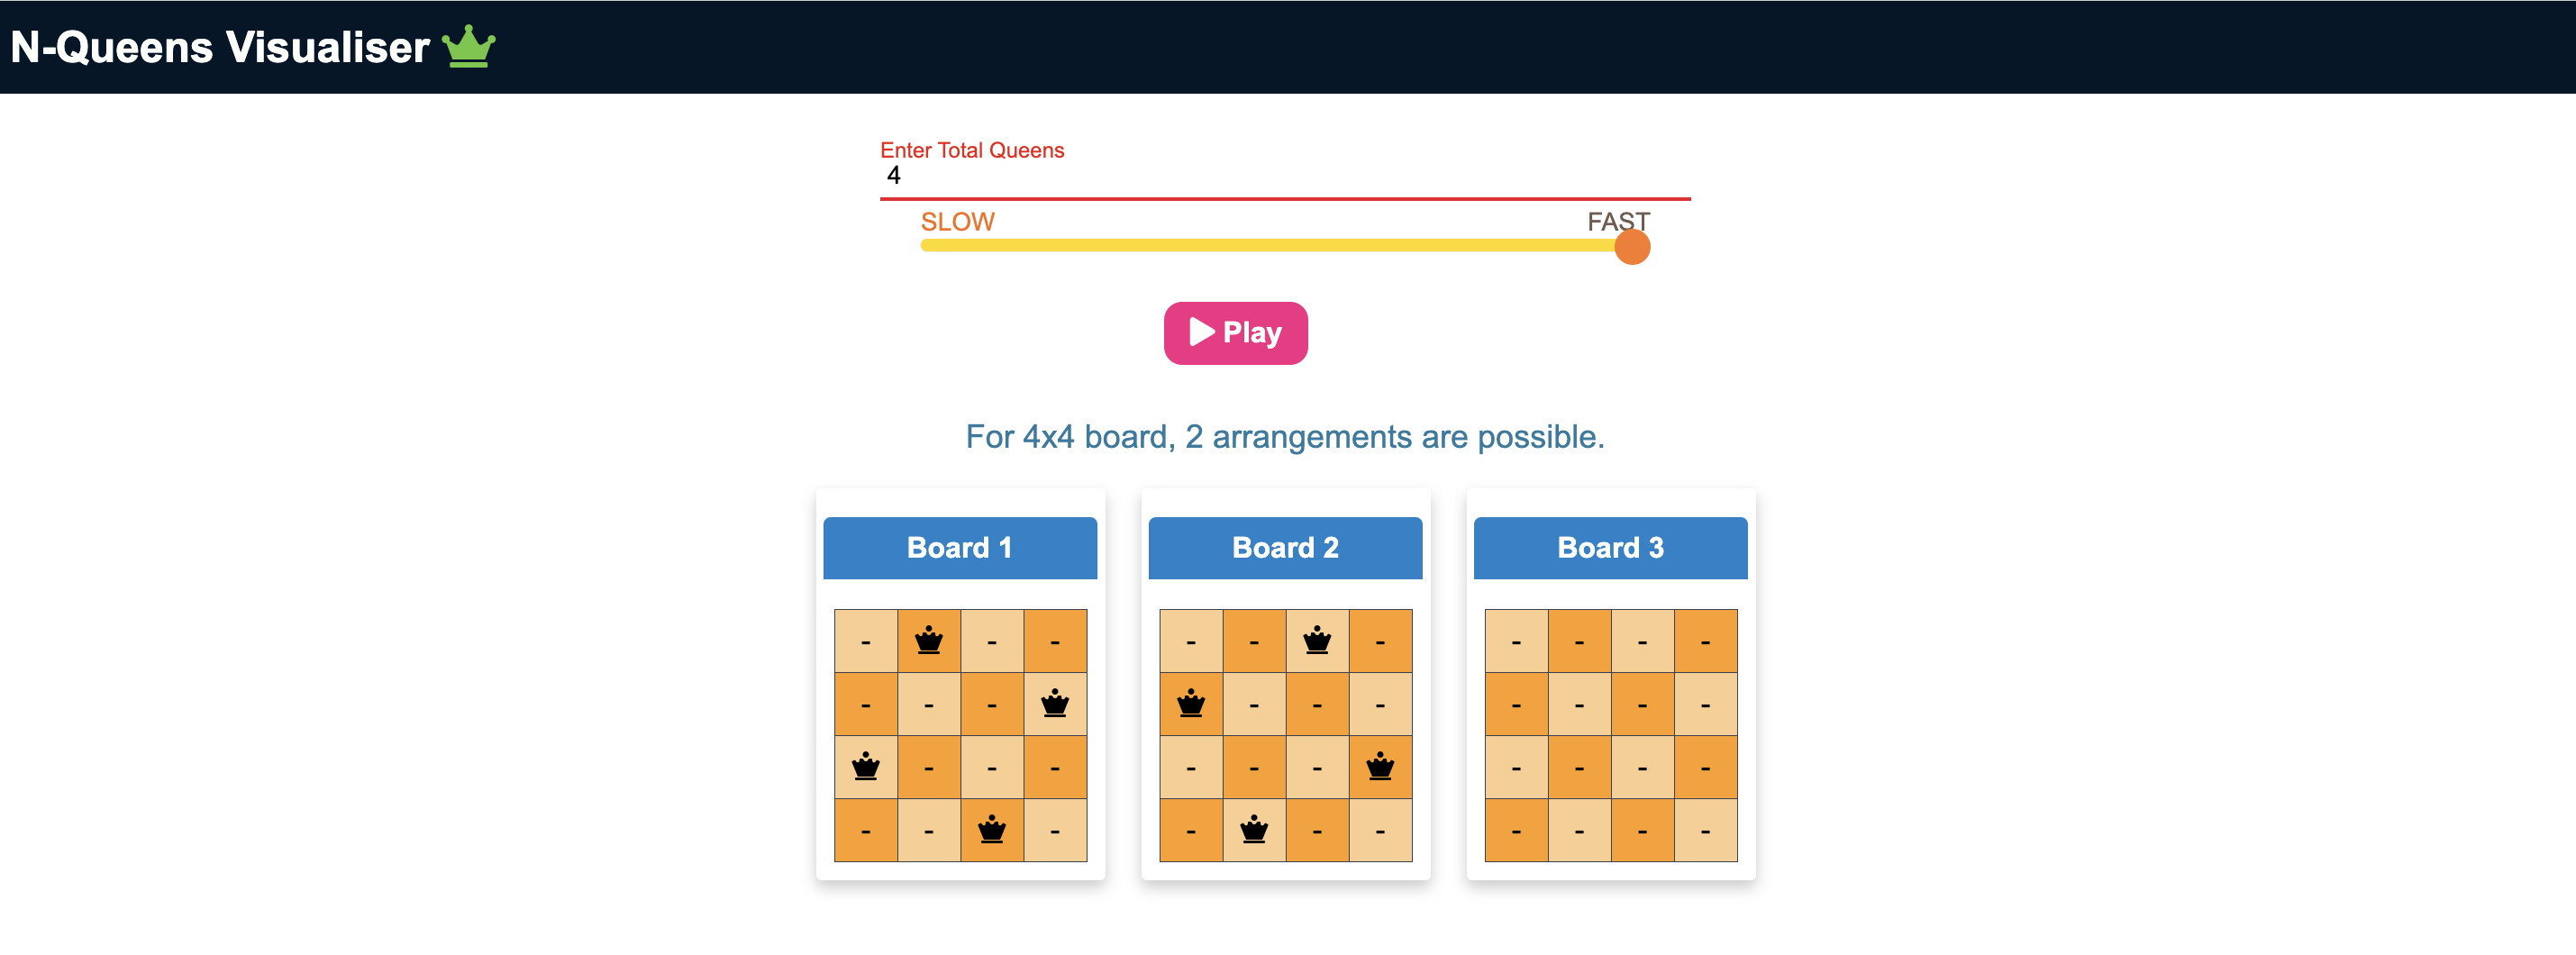 N-Queens Visualiser
Enter Total Queens
4
SLOW FAST
Play
For 4x4 board, 2 arrangements are possible.
Board 1 Board 2 Board 3
- - - - - - - - - -
- - - - - - - - - -
- - - - - - - - - -
- - - - - - - - - -